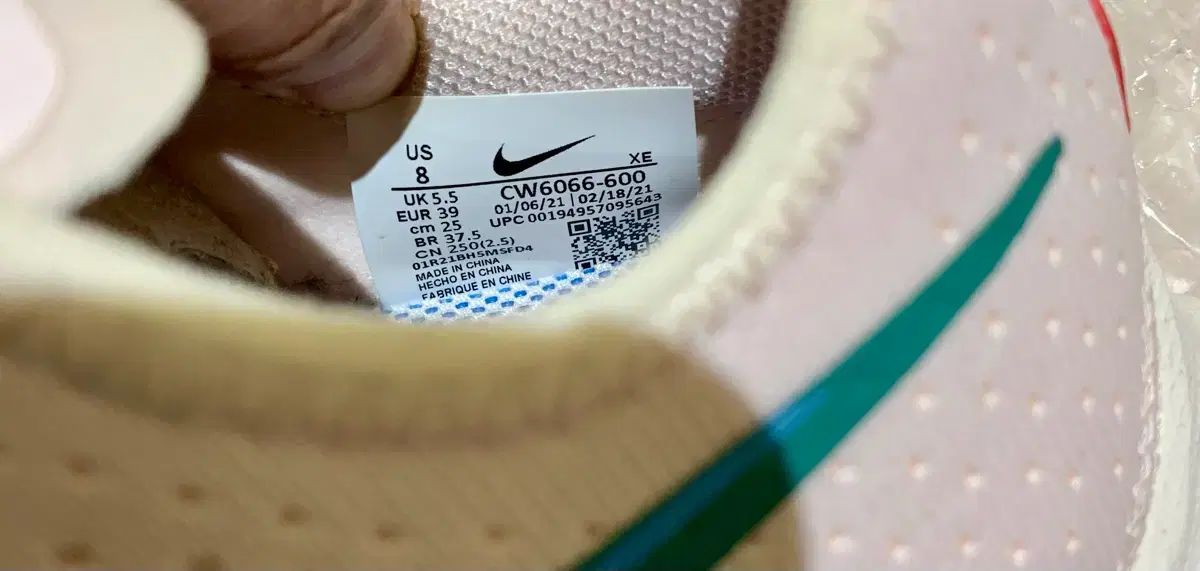 US
8
XE
UK 5.5
CW6066-600
EUR 39
01/06/21 | 02/18/21
cm 25
UPC 00194957095643
BR 37.5
CN 250(2.5)
01R21BH5MSFD4
MADE IN CHINA
HECHO EN CHINA
FABRIQUE EN CHINE